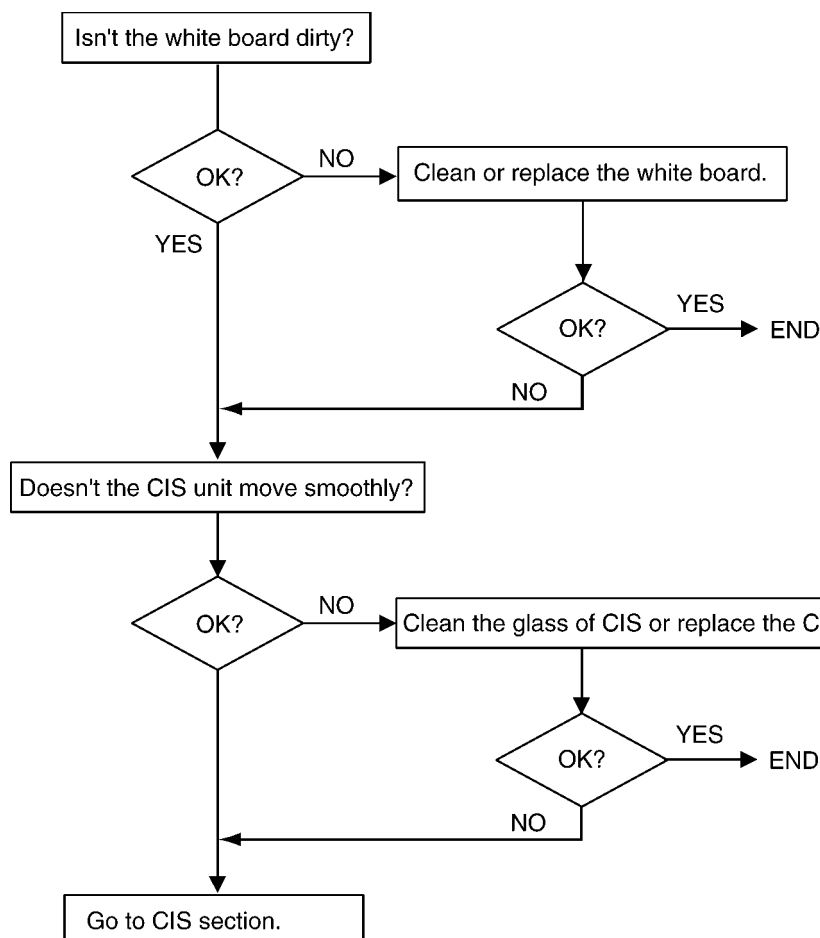 Isn't the white board dirty?
OK?
NO
Clean or replace the white board.
YES
OK?
YES
END
NO
Doesn't the CIS unit move smoothly?
OK?
NO
Clean the glass of CIS or replace the C
OK?
YES
END
NO
Go to CIS section.